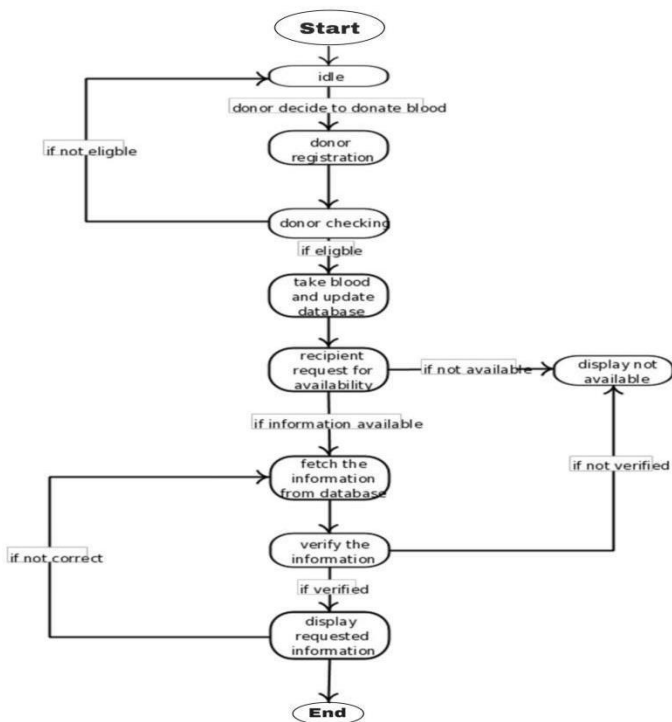 Start
idle
donor decide to donate blood
donor
registration
if not eligble
donor checking
if eligble
take blood
and update
database
recipient
request for
availability
if not available
display not
available
if information available
if not verified
fetch the
information
from database
verify the
information
if not correct
if verified
display
requested
information
End